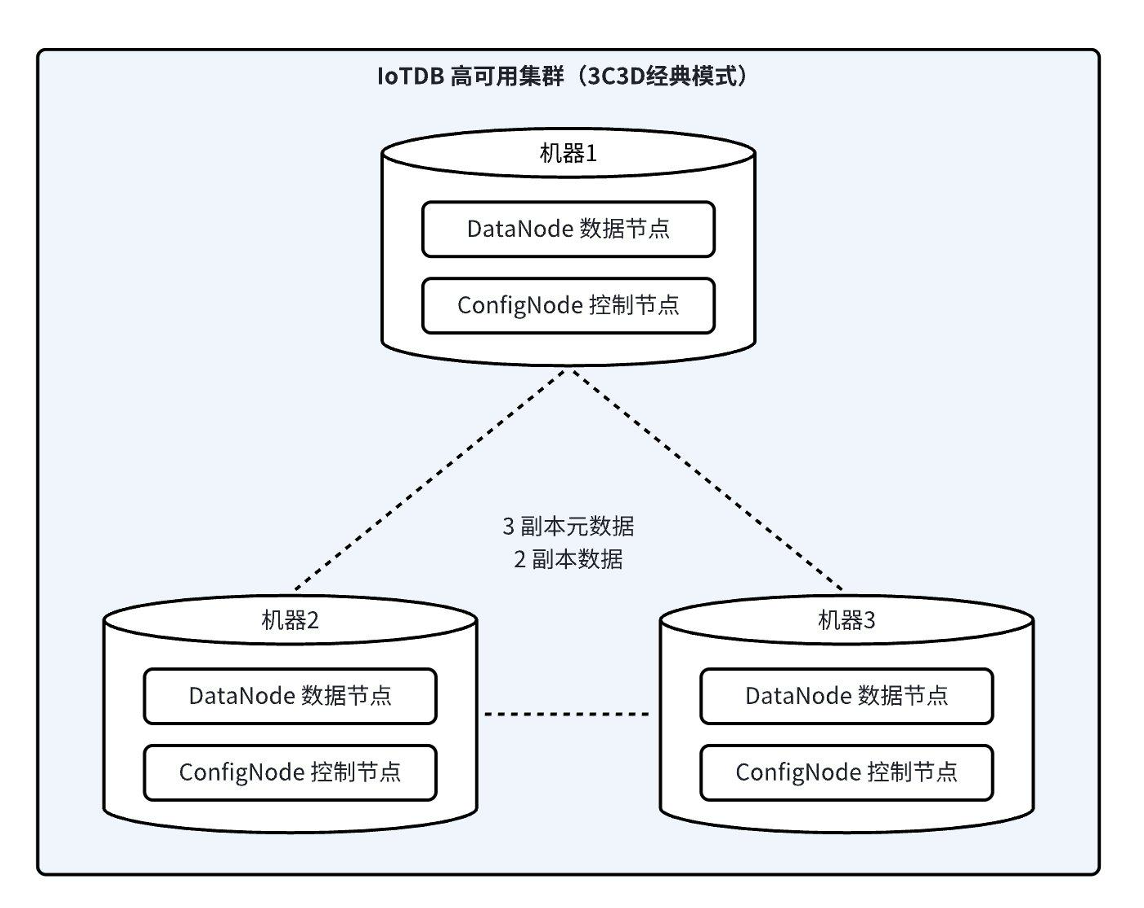 IoTDB 高可用集群（3C3D经典模式）
机器1
DataNode 数据节点
ConfigNode 控制节点
3 副本元数据
2 副本数据
机器2
DataNode 数据节点
ConfigNode 控制节点
机器3
DataNode 数据节点
ConfigNode 控制节点